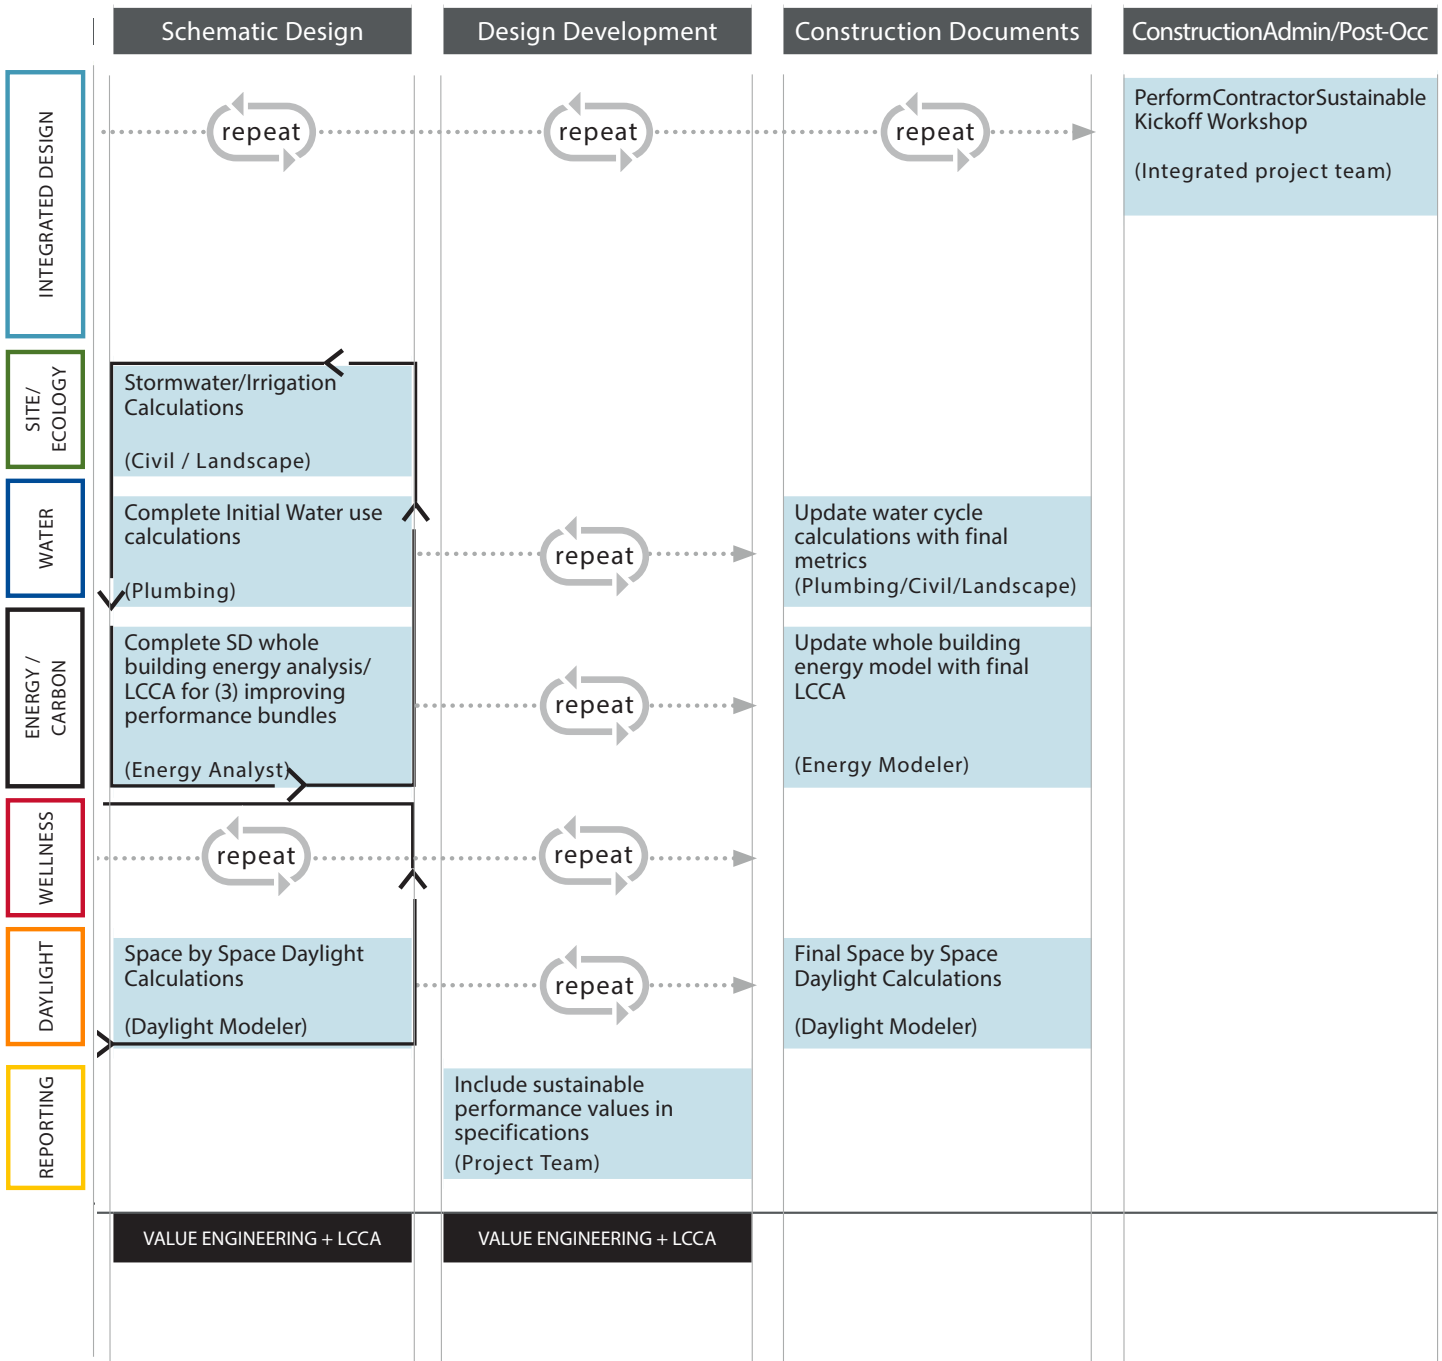 Schematic Design
Design Development
Construction Documents
ConstructionAdmin/Post-Occ
INTEGRATED DESIGN
repeat
repeat
repeat
PerformContractorSustainable
Kickoff Workshop
(Integrated project team)
SITE/
ECOLOGY
Stormwater/Irrigation
Calculations
(Civil / Landscape)
WATER
Complete Initial Water use
calculations
(Plumbing)
repeat
Update water cycle
calculations with final
metrics
(Plumbing/Civil/Landscape)
ENERGY /
CARBON
Complete SD whole
building energy analysis/
LCCA for (3) improving
performance bundles
(Energy Analyst)
repeat
Update whole building
energy model with final
LCCA
(Energy Modeler)
WELLNESS
repeat
repeat
DAYLIGHT
Space by Space Daylight
Calculations
(Daylight Modeler)
repeat
Final Space by Space
Daylight Calculations
(Daylight Modeler)
REPORTING
Include sustainable
performance values in
specifications
(Project Team)
VALUE ENGINEERING + LCCA
VALUE ENGINEERING + LCCA